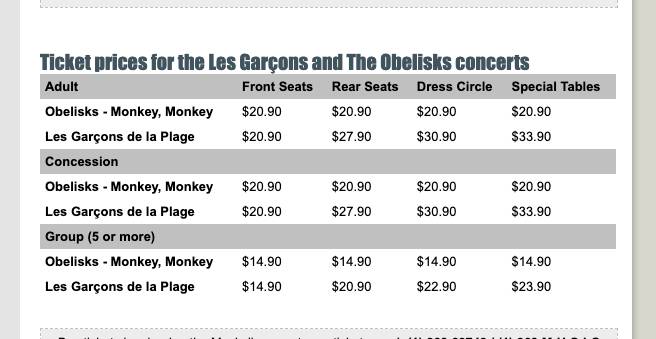 Ticket prices for the Les Garçons and The Obelisks concerts
Adult Front Seats Rear Seats Dress Circle Special Tables
Obelisks - Monkey, Monkey $20.90 $20.90 $20.90 $20.90
Les Garçons de la Plage $20.90 $27.90 $30.90 $33.90
Concession
Obelisks - Monkey, Monkey $20.90 $20.90 $20.90 $20.90
Les Garçons de la Plage $20.90 $27.90 $30.90 $33.90
Group (5 or more)
Obelisks - Monkey, Monkey $14.90 $14.90 $14.90 $14.90
Les Garçons de la Plage $14.90 $20.90 $22.90 $23.90